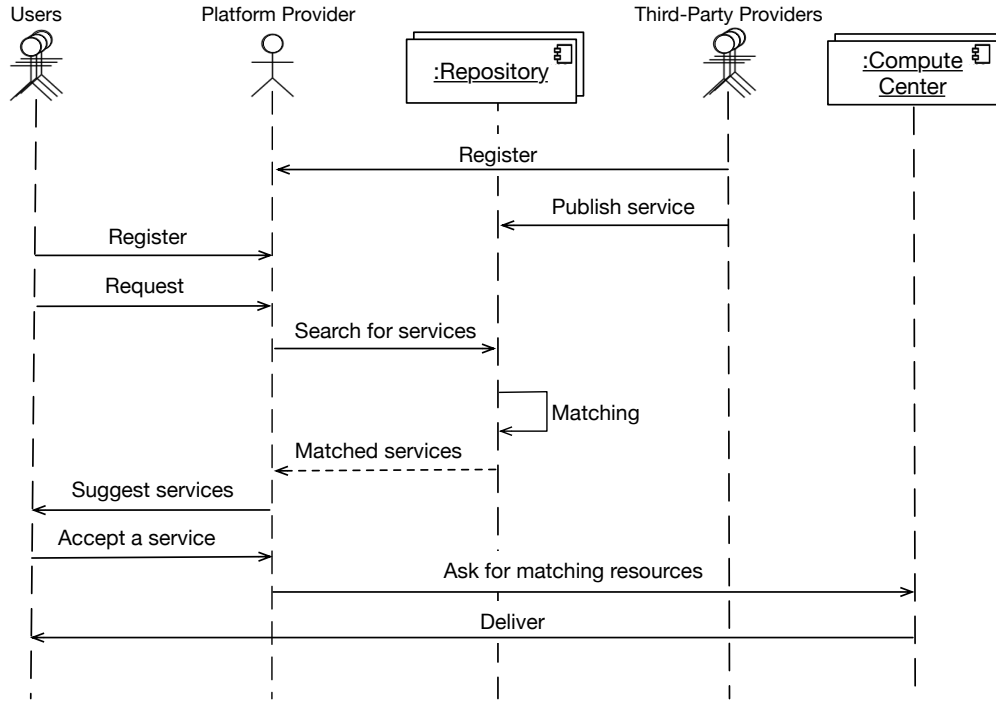 Users
Platform Provider
Third-Party Providers
:Repository
:Compute
Center
Register
Publish service
Register
Request
Search for services
Matching
Matched services
Suggest services
Accept a service
Ask for matching resources
Deliver